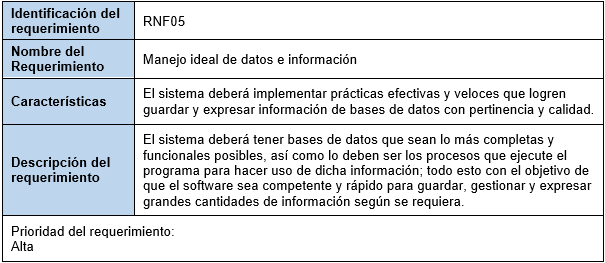 Identificación del
requerimiento
RNF05
Nombre del
Requerimiento
Manejo ideal de datos e información
Características
El sistema deberá implementar prácticas efectivas y veloces que logren
guardar y expresar información de bases de datos con pertinencia y calidad.
Descripción del
requerimiento
El sistema deberá tener bases de datos que sean lo más completas y
funcionales posibles, así como lo deben ser los procesos que ejecute el
programa para hacer uso de dicha información; todo esto con el objetivo de
que el software sea competente y rápido para guardar, gestionar y expresar
grandes cantidades de información según se requiera.
Prioridad del requerimiento:
Alta